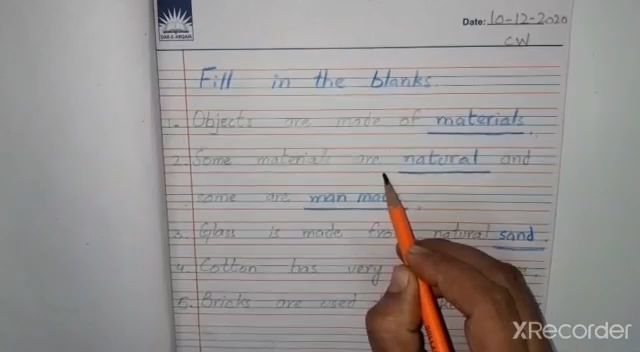 DAR-E-ARQAM
Date: 10-12-2020
CW
Fill in the blanks.
1. Objects are made of materials.
2. Some materials are natural and
some are man made.
3. Glass is made from natural sand.
4. Cotton has very
5. Bricks are used
XRecorder